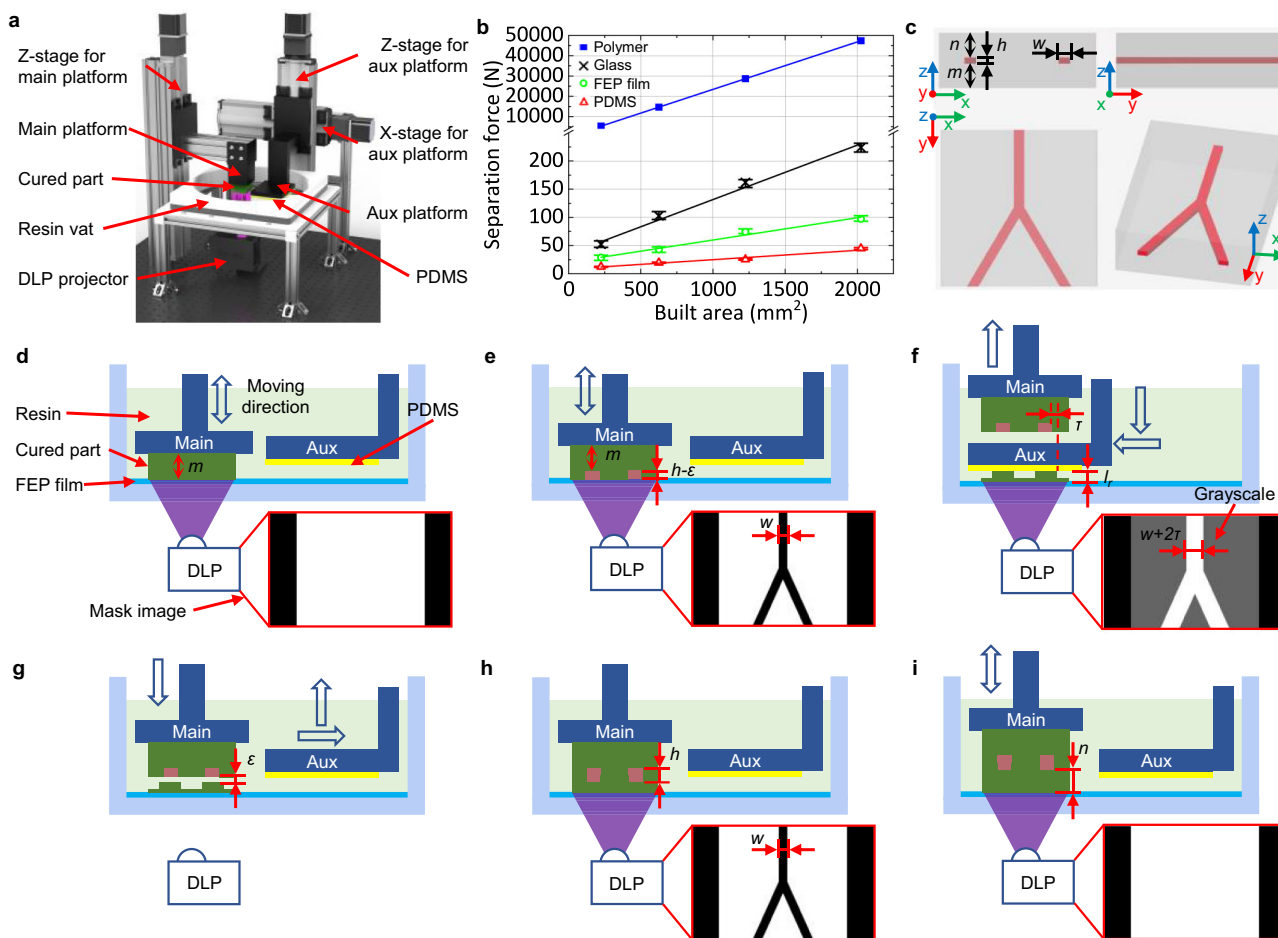 a
Z-stage for
main platform
Main platform
Cured part
Resin vat
DLP projector
Z-stage for
aux platform
X-stage for
aux platform
Aux platform
PDMS
b
Separation force (N)
50000
40000
30000
20000
10000
200
150
100
50
0
Polymer
Glass
FEP film
PDMS
0 500 1000 1500 2000
Built area (mm²)
c
n
h
w
m
z
y
x
z
x
y
z
x
y
z
x
y
d
Resin
Cured part
FEP film
Moving
direction
PDMS
Main
Aux
m
DLP
Mask image
e
Main
Aux
m
h-ε
w
DLP
f
Main
τ
Aux
lr
Grayscale
w+2τ
DLP
g
Main
Aux
ε
DLP
h
Main
Aux
h
w
DLP
i
Main
Aux
n
DLP